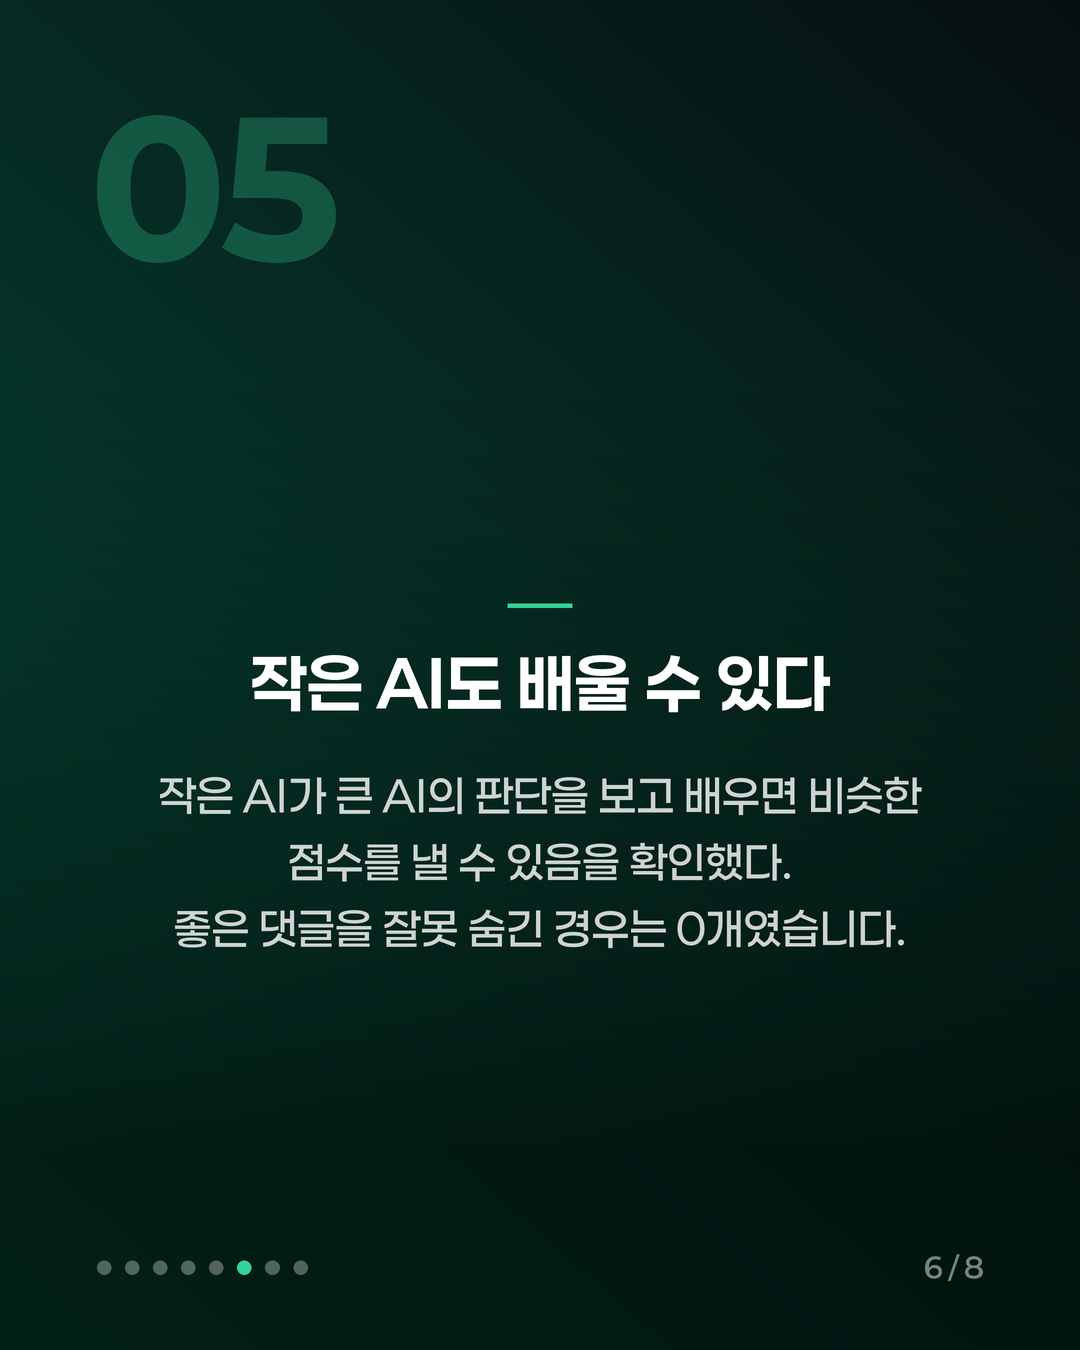 05
작은 AI도 배울 수 있다
작은 AI가 큰 AI의 판단을 보고 배우면 비슷한
점수를 낼 수 있음을 확인했다.
좋은 댓글을 잘못 숨긴 경우는 0개였습니다.
6/8